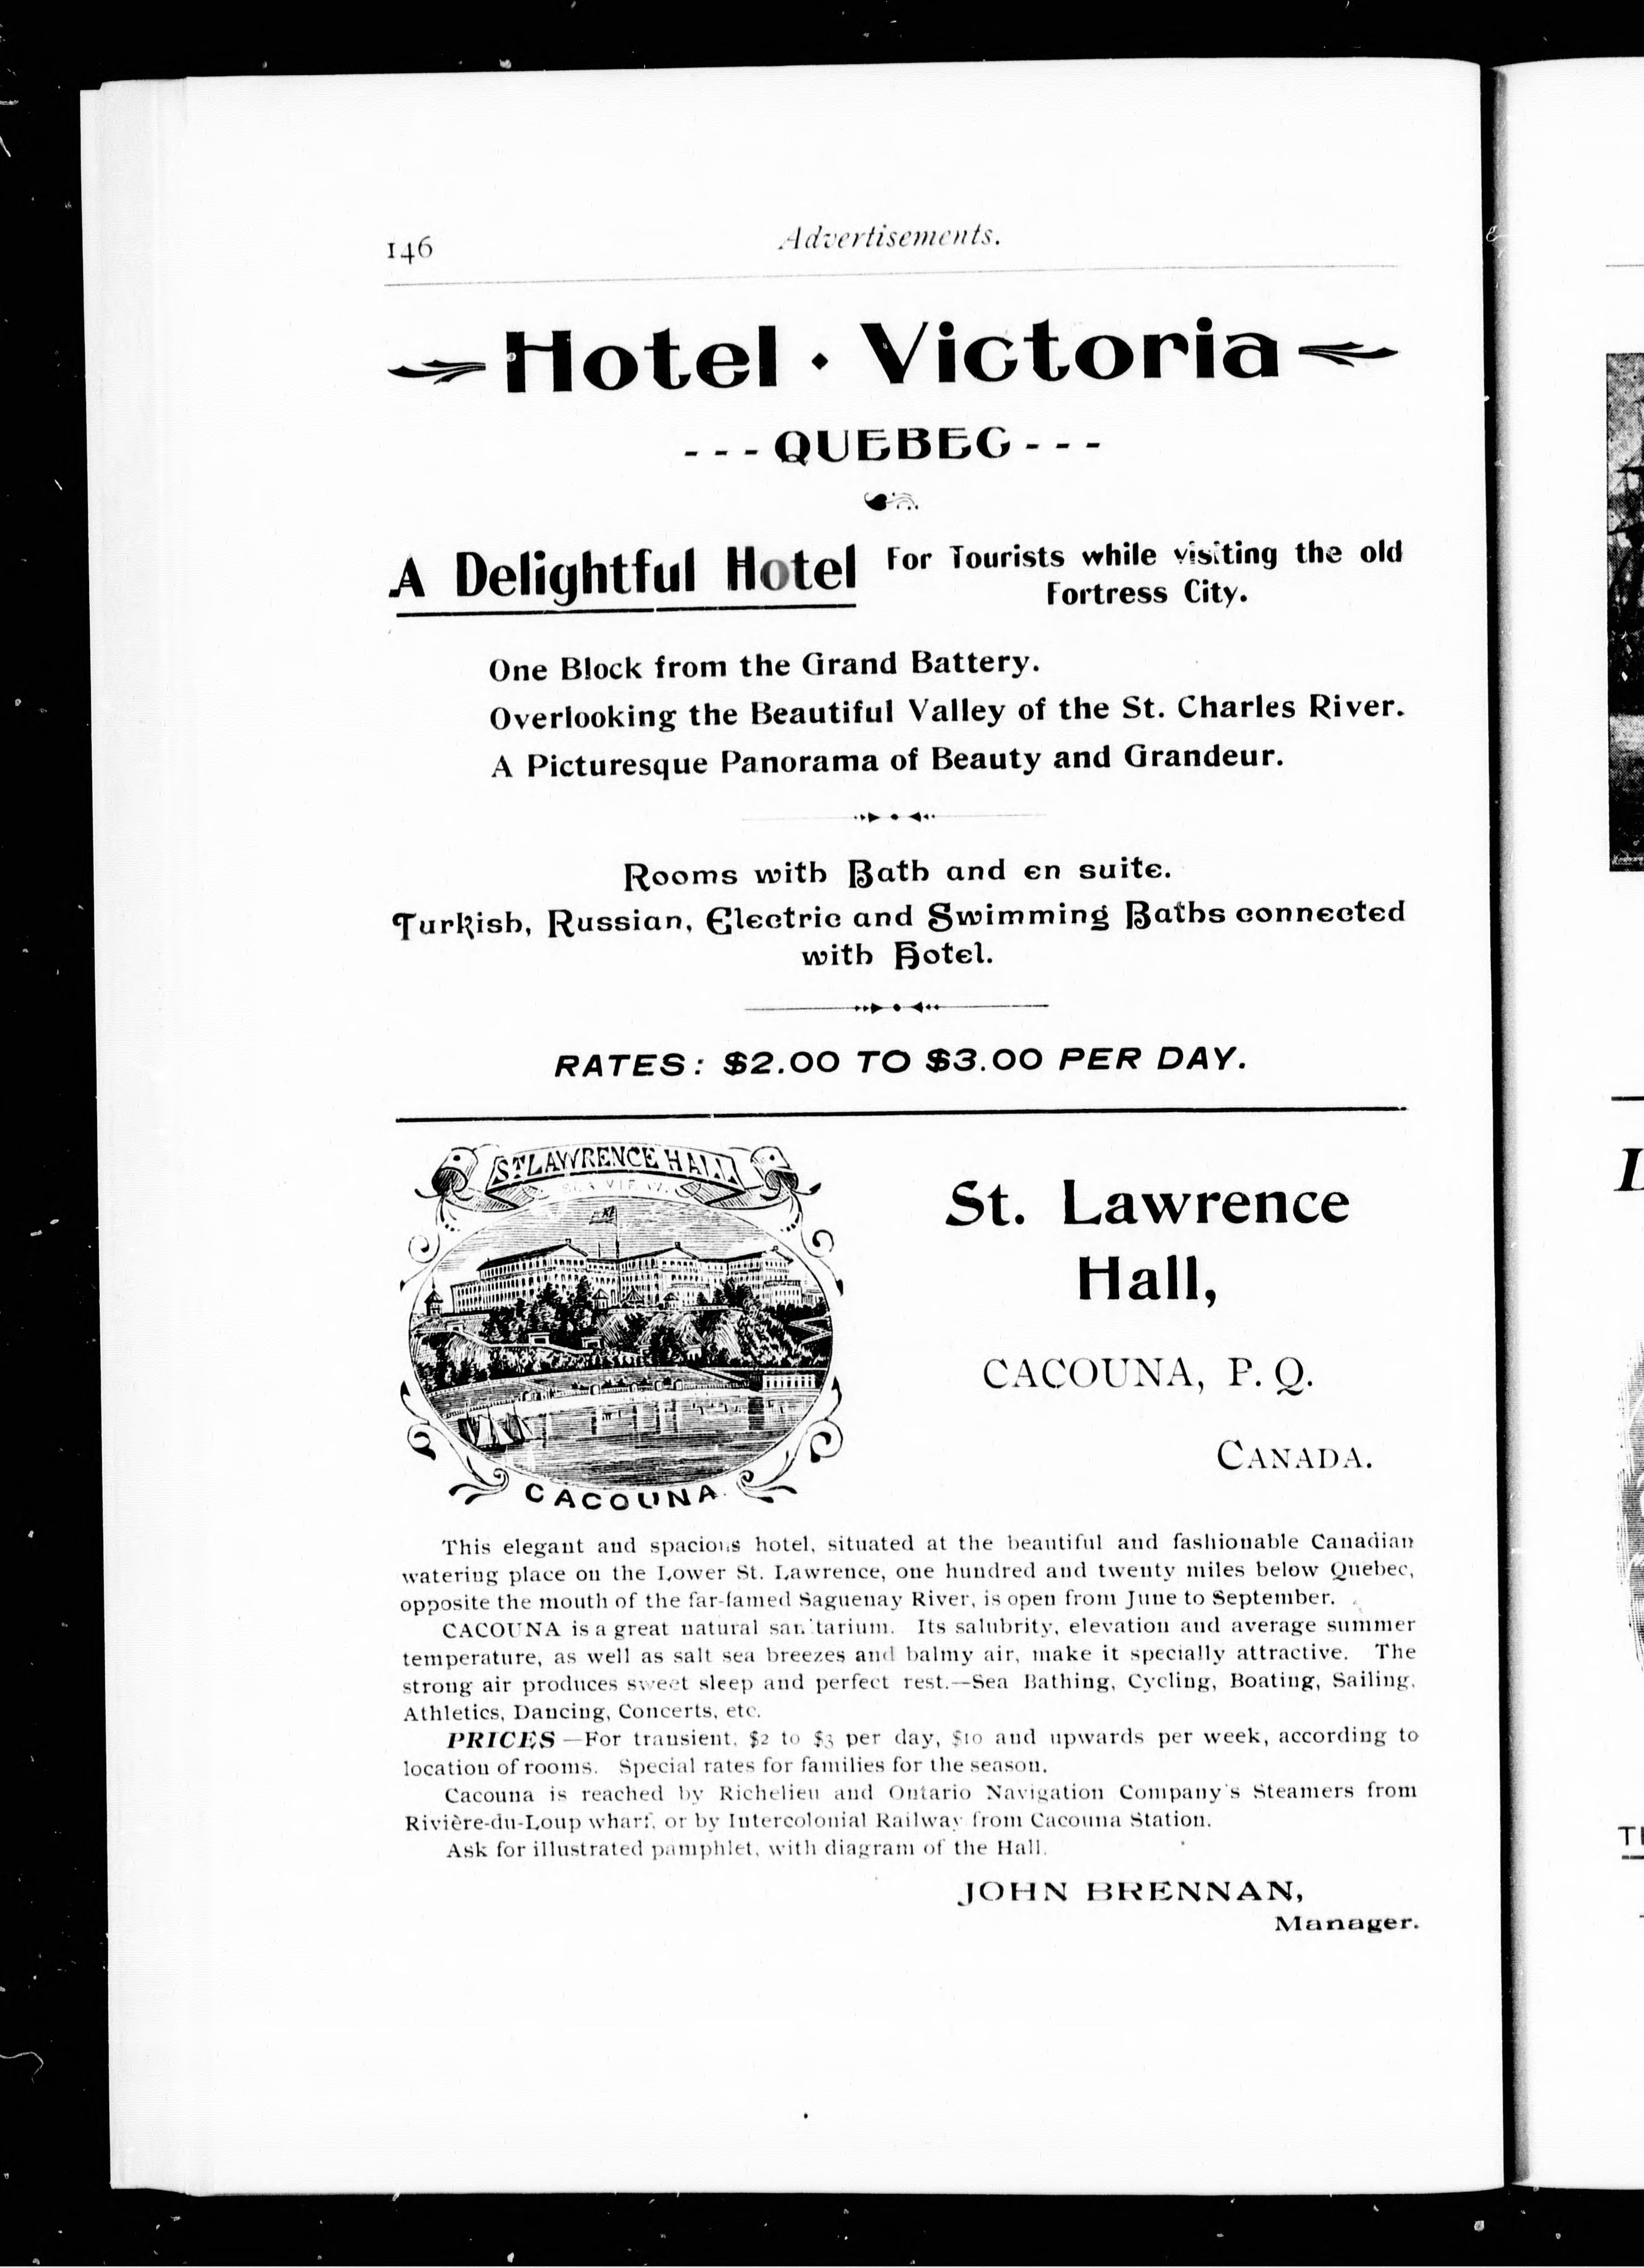 146
Advertisements.
Hotel · Victoria
- - - QUEBEC - - -
A Delightful Hotel For Tourists while visiting the old
Fortress City.
One Block from the Grand Battery.
Overlooking the Beautiful Valley of the St. Charles River.
A Picturesque Panorama of Beauty and Grandeur.
Rooms with Bath and en suite.
Turkish, Russian, Electric and Swimming Baths connected
with Hotel.
RATES: $2.00 TO $3.00 PER DAY.
ST LAWRENCE HALL
SEA VIEW.
CACOUNA.
St. Lawrence
Hall,
CACOUNA, P. Q.
CANADA.
This elegant and spacious hotel, situated at the beautiful and fashionable Canadian
watering place on the Lower St. Lawrence, one hundred and twenty miles below Quebec,
opposite the mouth of the far-famed Saguenay River, is open from June to September.
CACOUNA is a great natural sanitarium. Its salubrity, elevation and average summer
temperature, as well as salt sea breezes and balmy air, make it specially attractive. The
strong air produces sweet sleep and perfect rest.—Sea Bathing, Cycling, Boating, Sailing,
Athletics, Dancing, Concerts, etc.
PRICES—For transient, $2 to $3 per day, $10 and upwards per week, according to
location of rooms. Special rates for families for the season.
Cacouna is reached by Richelieu and Ontario Navigation Company's Steamers from
Rivière-du-Loup wharf, or by Intercolonial Railway from Cacouna Station.
Ask for illustrated pamphlet, with diagram of the Hall.
JOHN BRENNAN,
Manager.